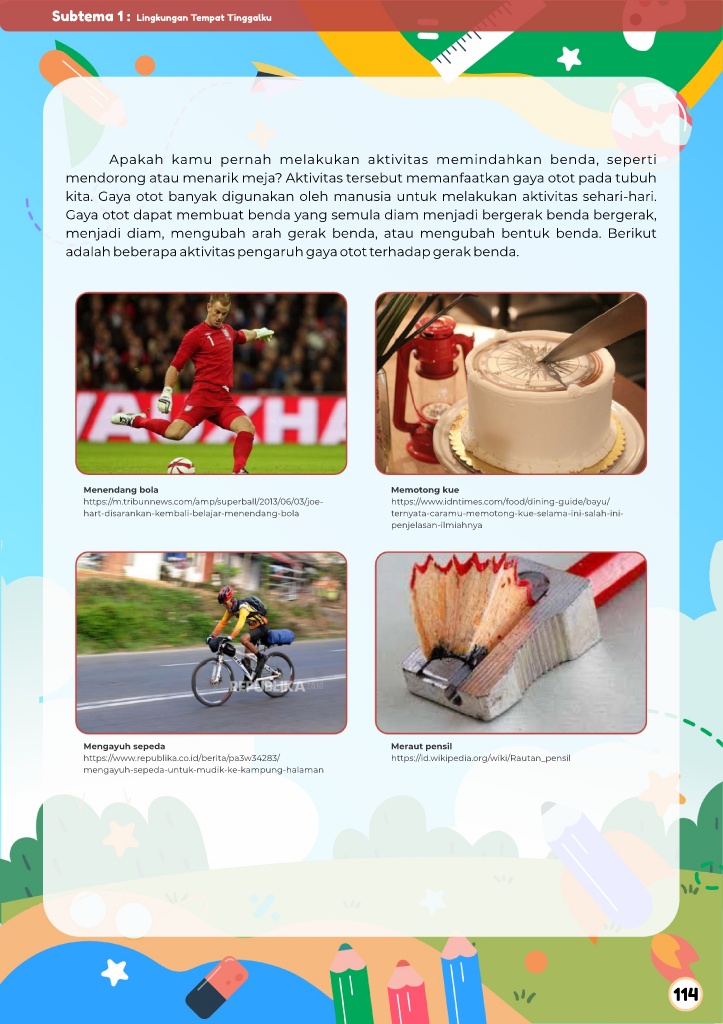 Subtema 1 : Lingkungan Tempat Tinggalku
Apakah kamu pernah melakukan aktivitas memindahkan benda, seperti
mendorong atau menarik meja? Aktivitas tersebut memanfaatkan gaya otot pada tubuh
kita. Gaya otot banyak digunakan oleh manusia untuk melakukan aktivitas sehari-hari.
Gaya otot dapat membuat benda yang semula diam menjadi bergerak benda bergerak,
menjadi diam, mengubah arah gerak benda, atau mengubah bentuk benda. Berikut
adalah beberapa aktivitas pengaruh gaya otot terhadap gerak benda.
VAUXHA
1
Menendang bola
https://m.tribunnews.com/amp/superball/2013/06/03/joe-
hart-disarankan-kembali-belajar-menendang-bola
Memotong kue
https://www.idntimes.com/food/dining-guide/bayu/
ternyata-caramu-memotong-kue-selama-ini-salah-ini-
penjelasan-ilmiahnya
REPUBLIKA
Mengayuh sepeda
https://www.republika.co.id/berita/pa3w34283/
mengayuh-sepeda-untuk-mudik-ke-kampung-halaman
Meraut pensil
https://id.wikipedia.org/wiki/Rautan_pensil
114